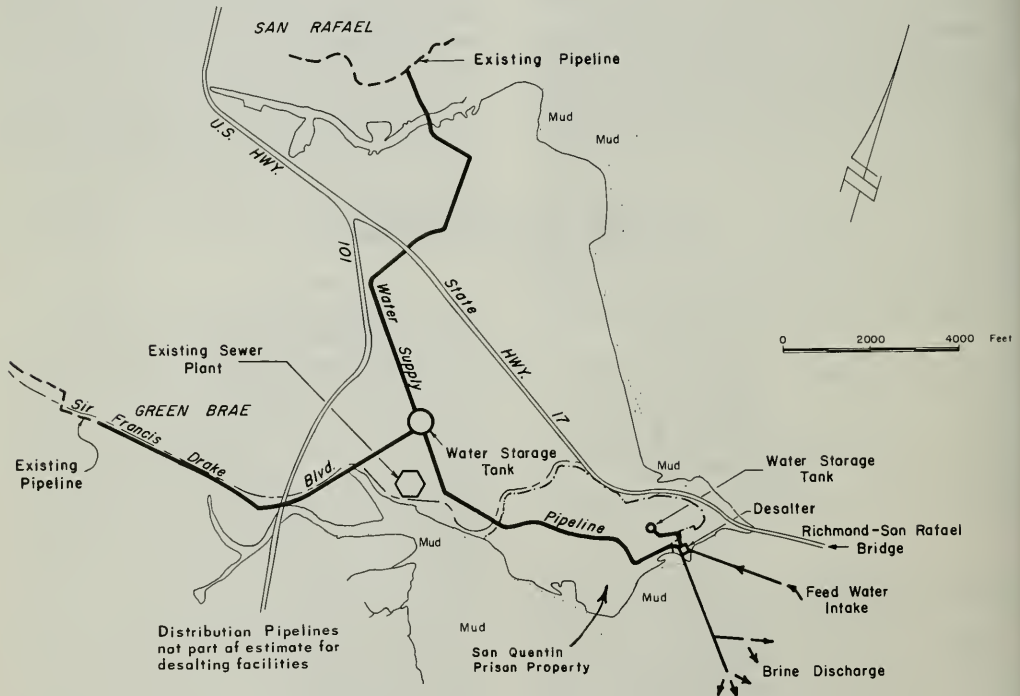 SAN RAFAEL
Existing Pipeline
Mud
Mud
U.S.
HWY.
101
State
HWY.
17
Water
Supply
Existing Sewer
Plant
0 2000 4000 Feet
GREEN BRAE
Sir
Francis
Drake
Blvd.
Existing
Pipeline
Water Storage
Tank
Mud
Water Storage
Tank
Desalter
Richmond-San Rafael
Bridge
Pipeline
Mud
Feed Water
Intake
Mud
Mud
San Quentin
Prison Property
Distribution Pipelines
not part of estimate for
desalting facilities
Brine Discharge